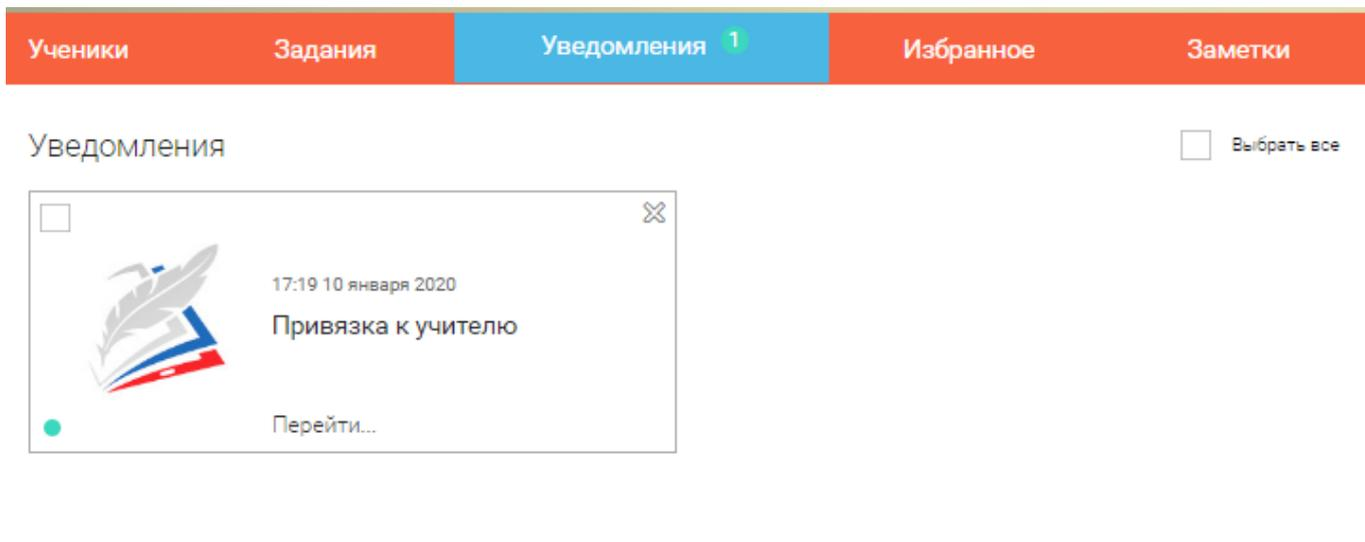 Ученики Задания Уведомления 1 Избранное Заметки
Уведомления Выбрать все
17:19 10 января 2020
Привязка к учителю
Перейти...